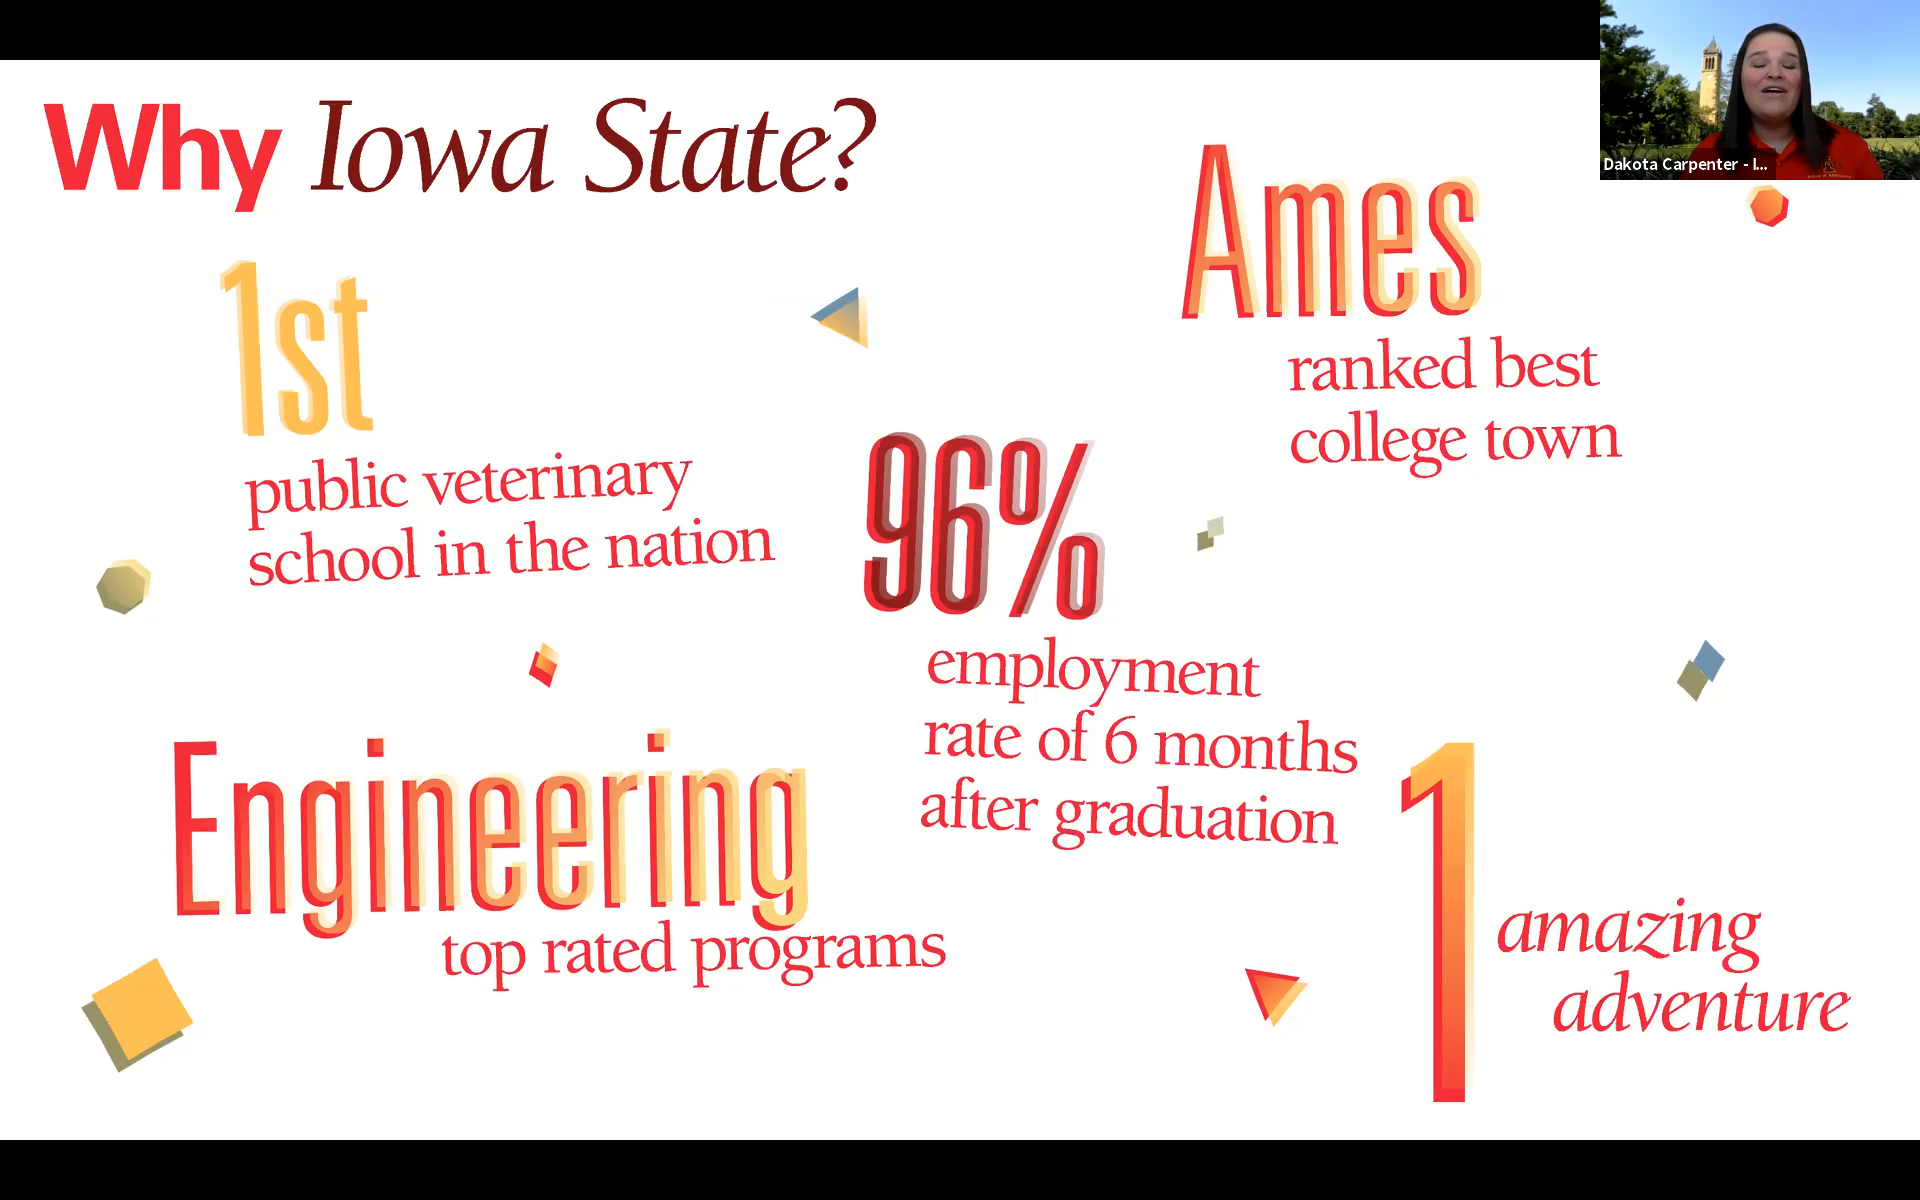 Why Iowa State?
1st
public veterinary
school in the nation
Ames
ranked best
college town
96%
employment
rate of 6 months
after graduation
Engineering
top rated programs
1
amazing
adventure
Dakota Carpenter - I...